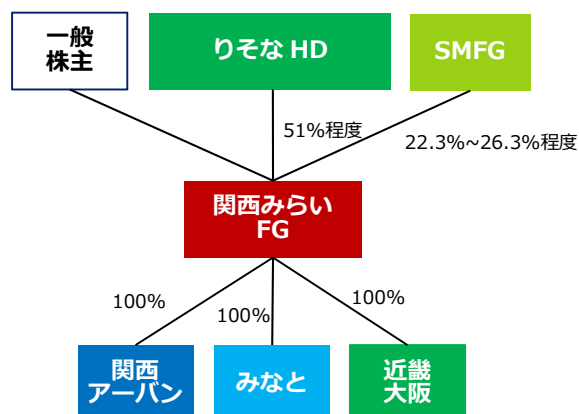 一般
株主
りそな HD
SMFG
51%程度
22.3%~26.3%程度
関西みらい
FG
100%
100%
100%
関西
アーバン
みなと
近畿
大阪